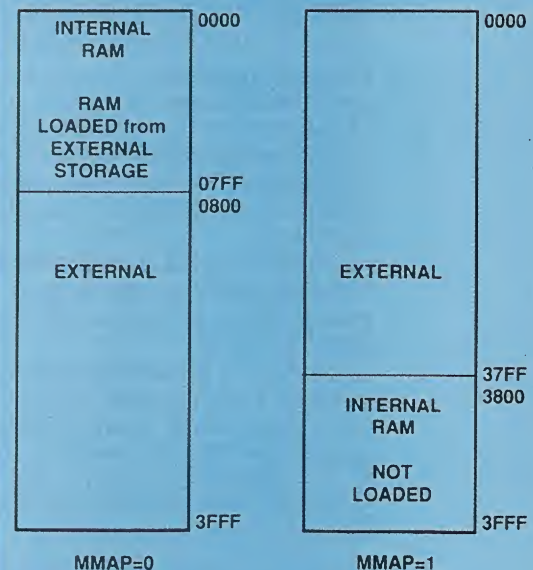 INTERNAL
RAM
RAM
LOADED from
EXTERNAL
STORAGE
EXTERNAL
0000
07FF
0800
3FFF
MMAP=0
EXTERNAL
INTERNAL
RAM
NOT
LOADED
0000
37FF
3800
3FFF
MMAP=1